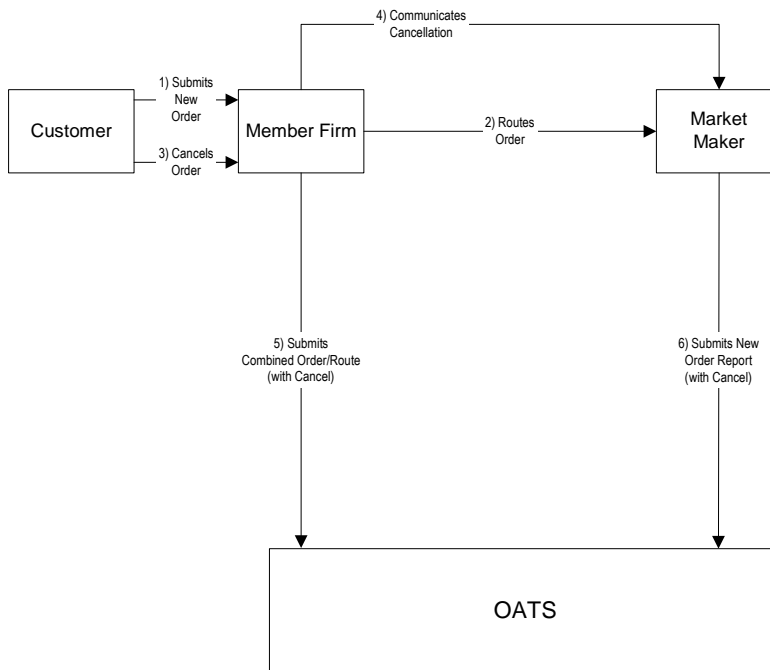 4) Communicates
Cancellation
1) Submits
New
Order
Customer
3) Cancels
Order
Member Firm
2) Routes
Order
Market
Maker
5) Submits
Combined Order/Route
(with Cancel)
6) Submits New
Order Report
(with Cancel)
OATS